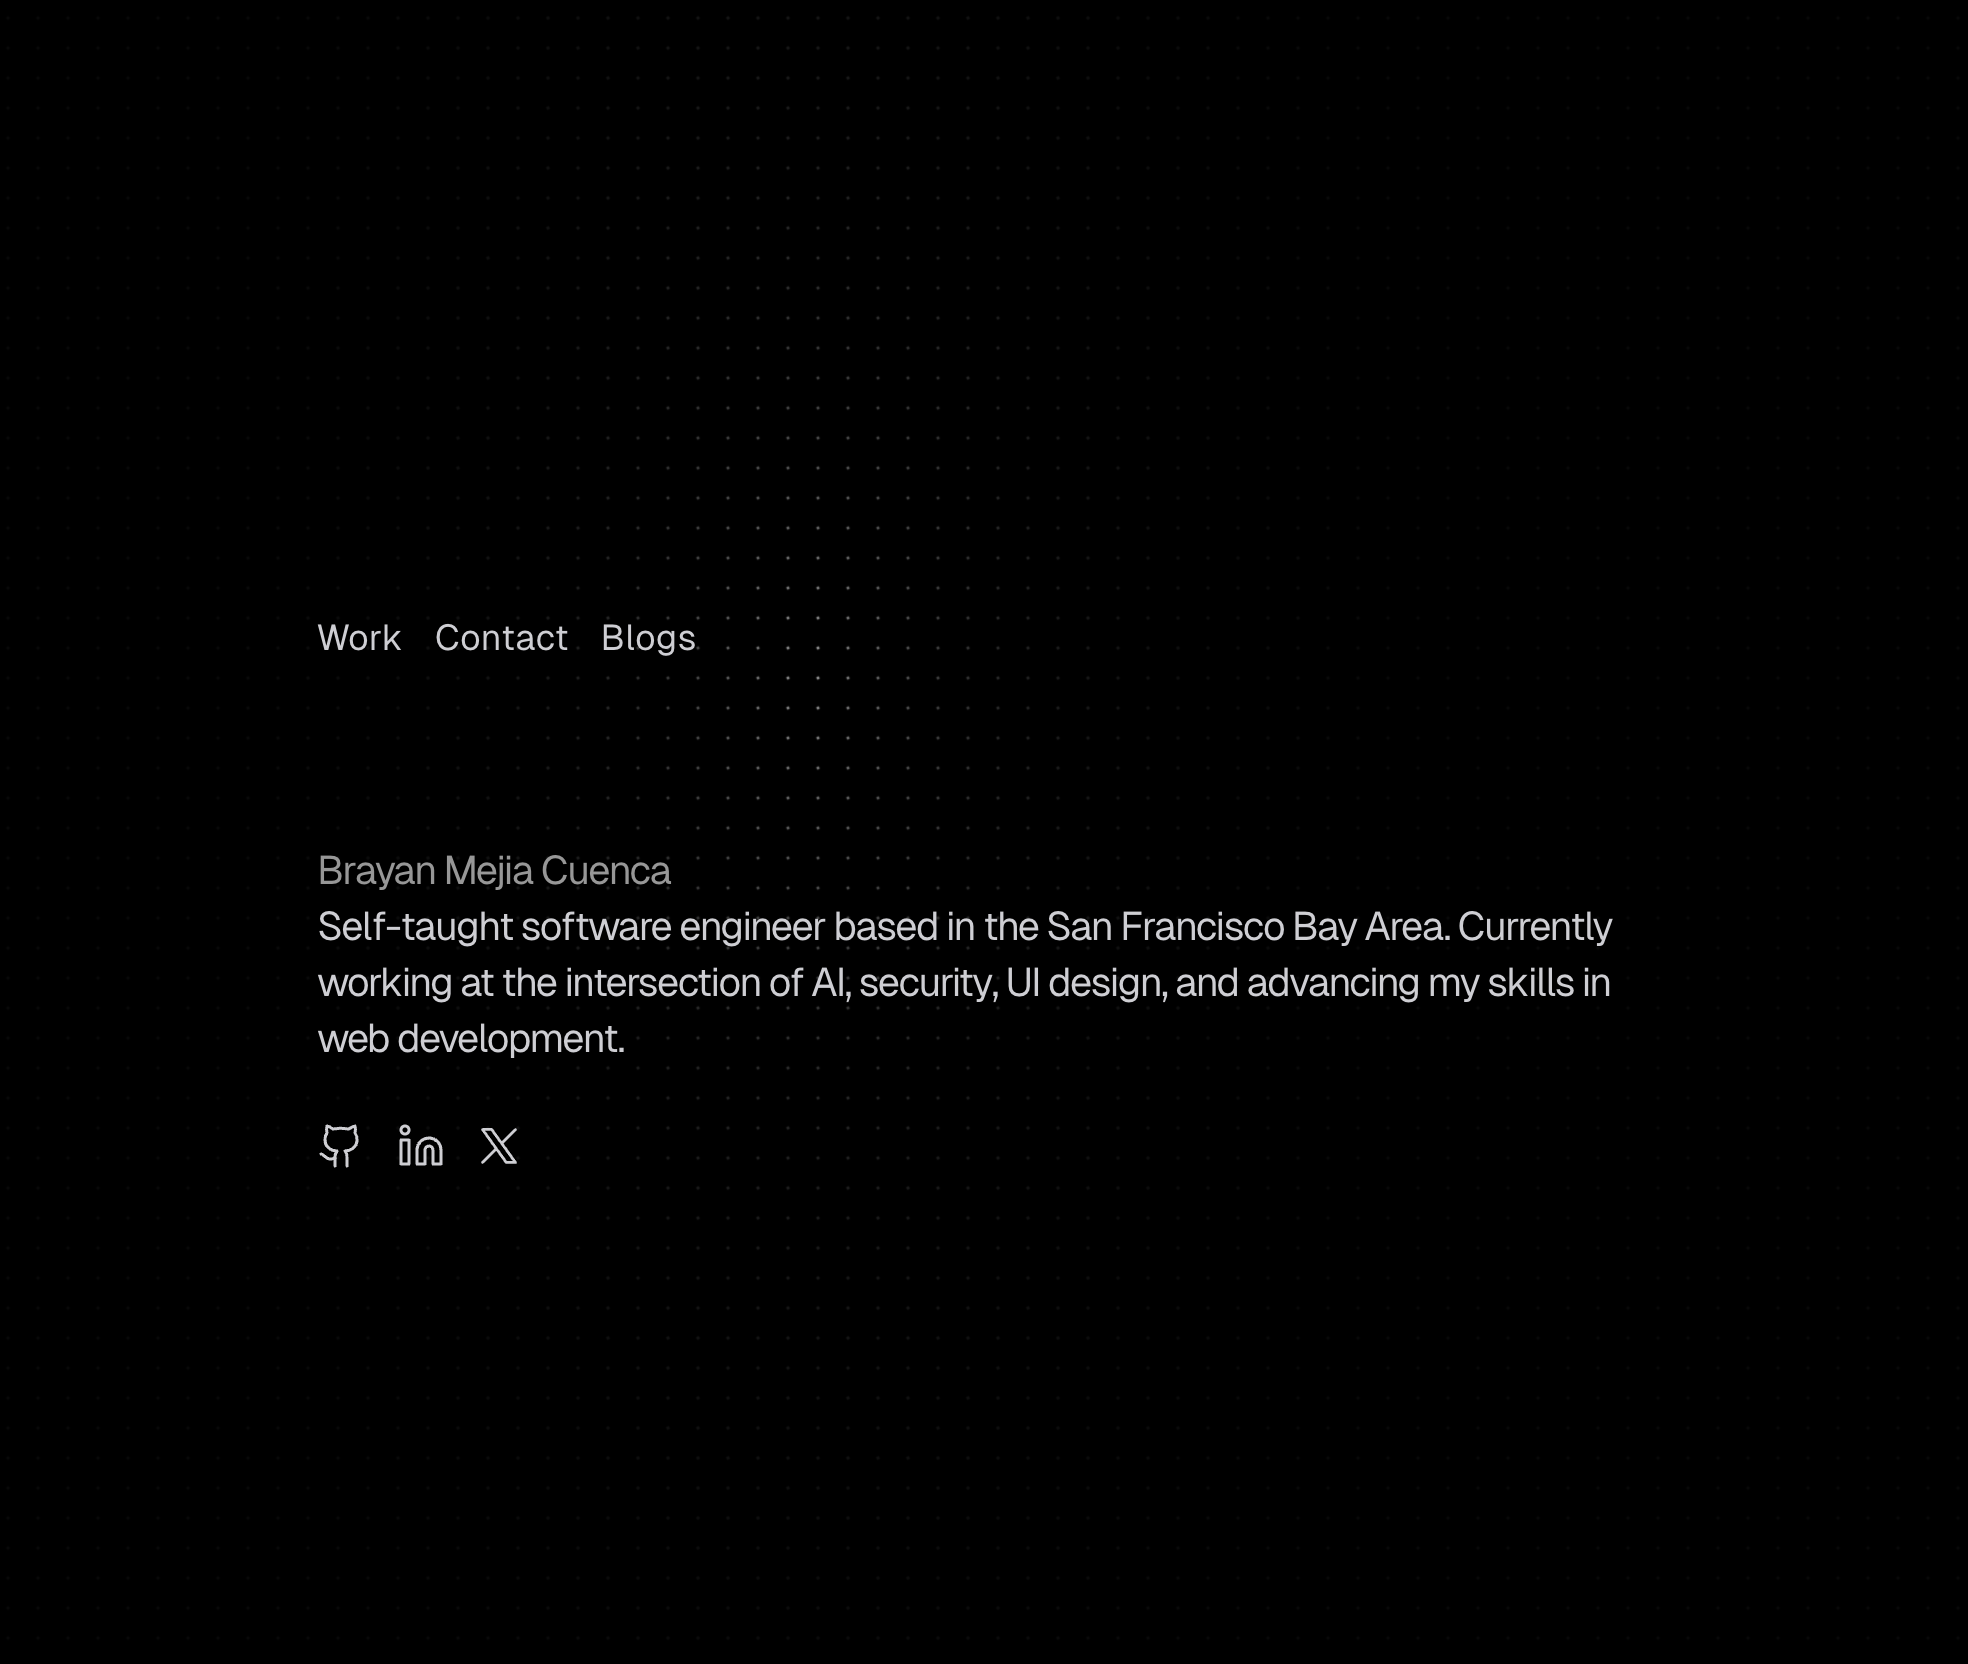 Work Contact Blogs
Brayan Mejia Cuenca
Self-taught software engineer based in the San Francisco Bay Area. Currently
working at the intersection of AI, security, UI design, and advancing my skills in
web development.